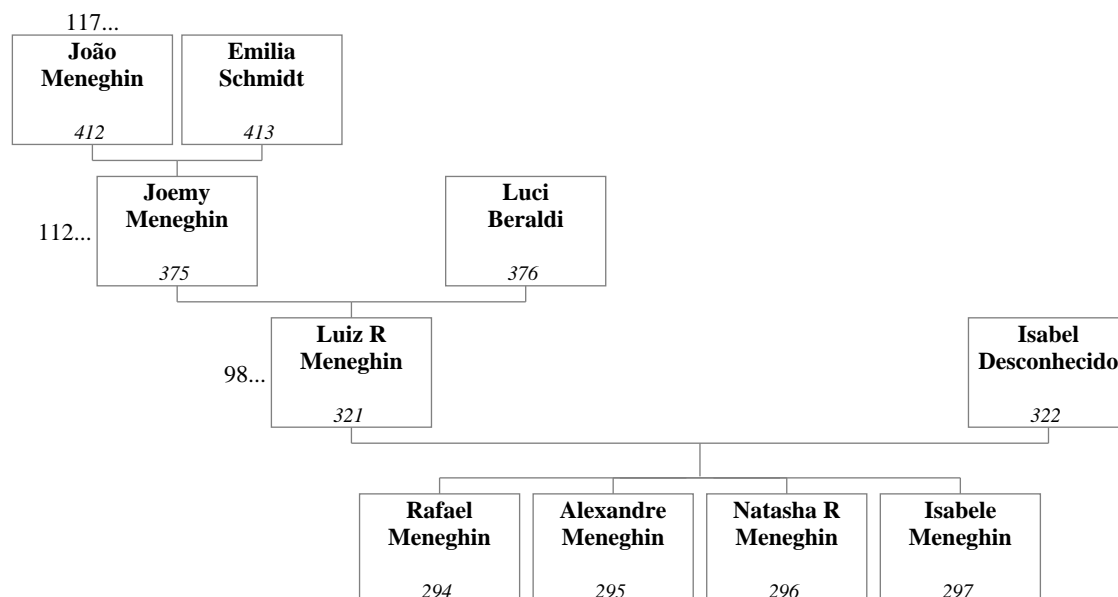 117...
João
Meneghin
412
Emilia
Schmidt
413
112...
Joemy
Meneghin
375
Luci
Beraldi
376
98...
Luiz R
Meneghin
321
Isabel
Desconhecido
322
Rafael
Meneghin
294
Alexandre
Meneghin
295
Natasha R
Meneghin
296
Isabele
Meneghin
297